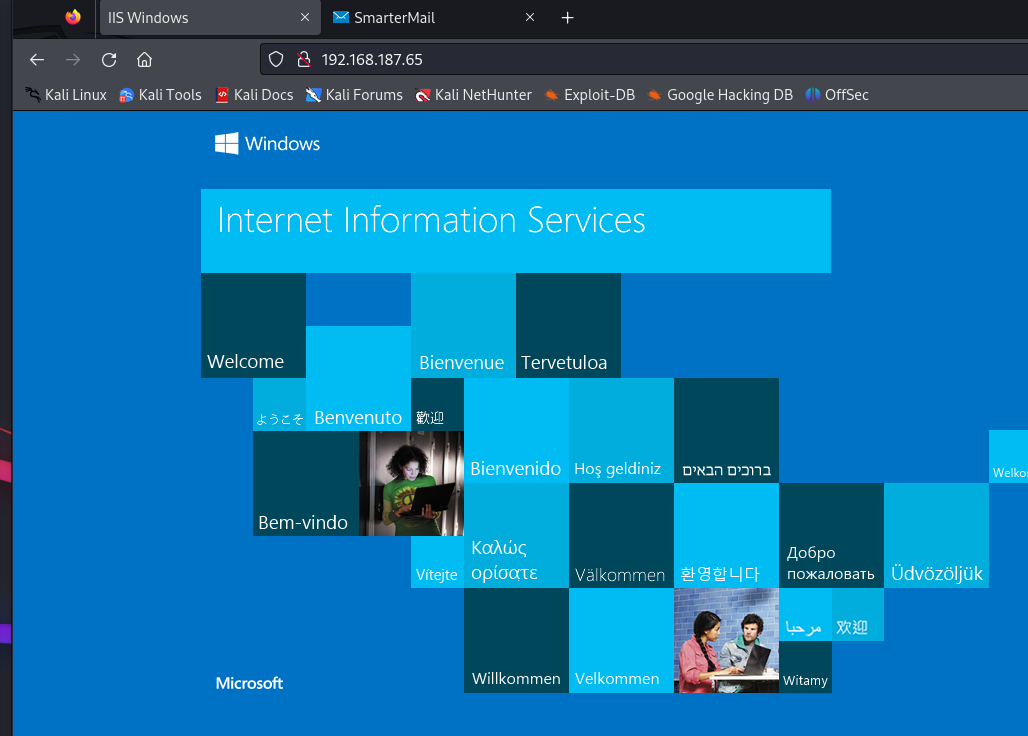 IIS Windows
SmarterMail
192.168.187.65
Kali Linux Kali Tools Kali Docs Kali Forums Kali NetHunter Exploit-DB Google Hacking DB OffSec
Windows
Internet Information Services
Welcome
Bienvenue
Tervetuloa
ようこそ
Benvenuto
歡迎
Bienvenido
Hoş geldiniz
ברוכים הבאים
Welko
Bem-vindo
Vítejte
Καλώς
ορίσατε
Välkommen
환영합니다
Добро
пожаловать
Üdvözöljük
مرحبا
欢迎
Willkommen
Velkommen
Witamy
Microsoft